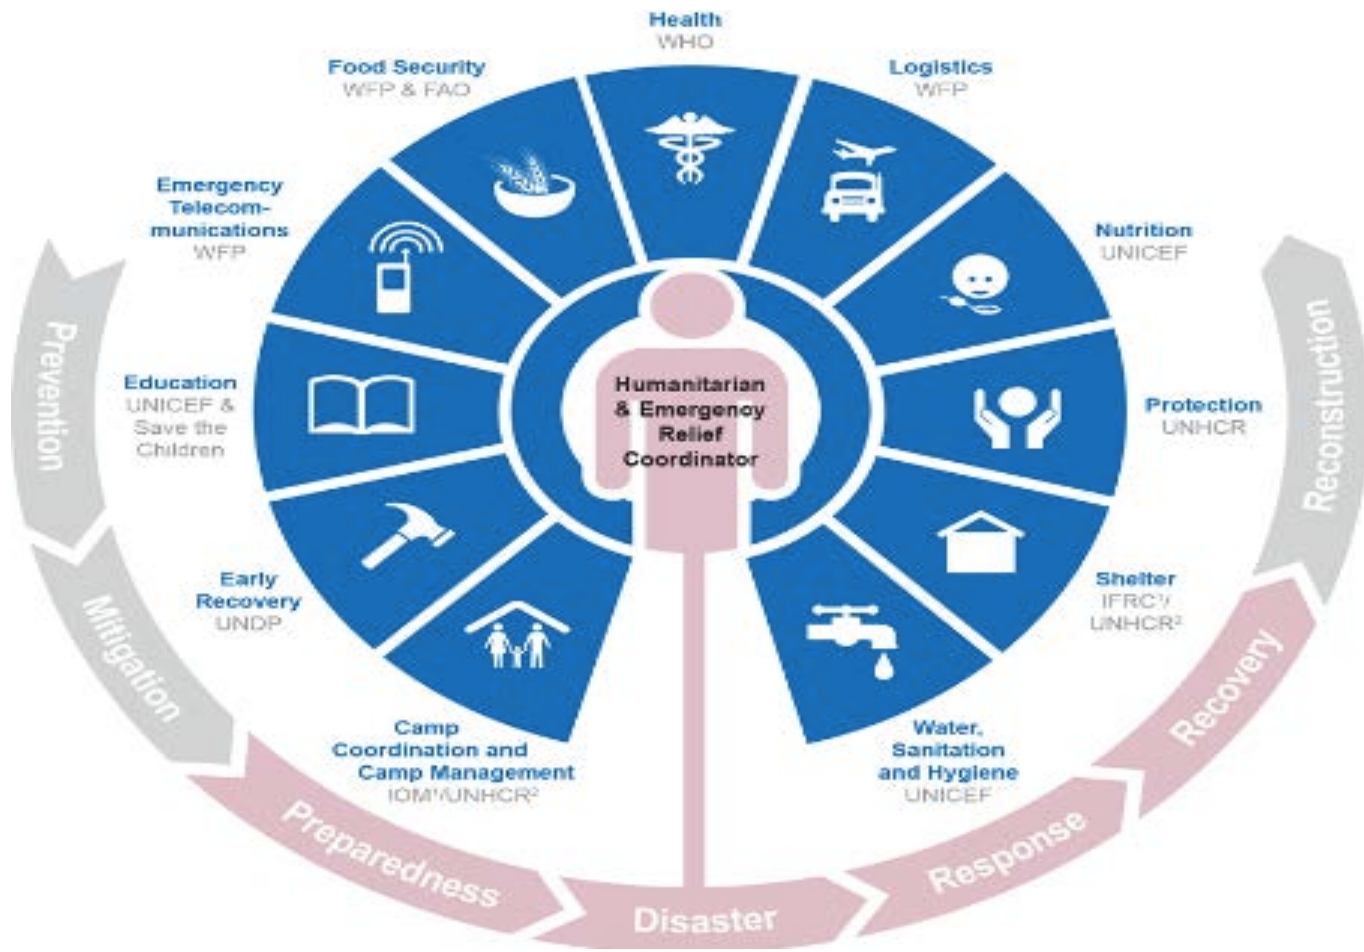 Health
WHO
Food Security
WFP & FAO
Logistics
WFP
Emergency
Telecom-
munications
WFP
Nutrition
UNICEF
Education
UNICEF &
Save the
Children
Protection
UNHCR
Humanitarian
& Emergency
Relief
Coordinator
Early
Recovery
UNDP
Shelter
IFRC¹/
UNHCR²
Camp
Coordination and
Camp Management
IOM¹/UNHCR²
Water,
Sanitation
and Hygiene
UNICEF
Prevention
Mitigation
Preparedness
Disaster
Response
Recovery
Reconstruction